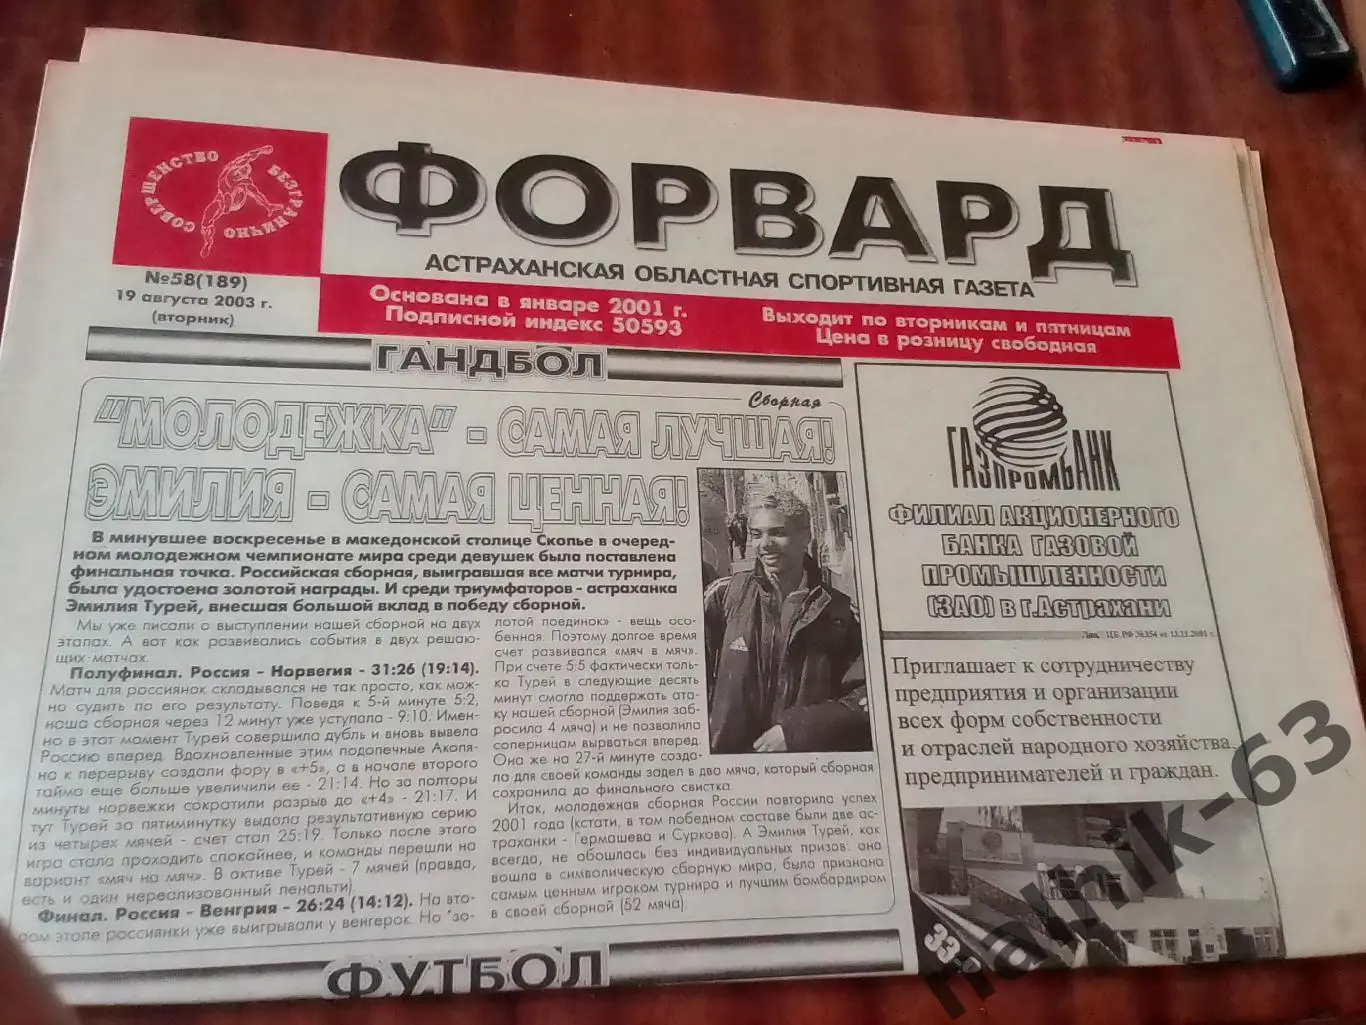 СОВЕРШЕНСТВО БЕЗГРАНИЧНО
ФОРВАРД
АСТРАХАНСКАЯ ОБЛАСТНАЯ СПОРТИВНАЯ ГАЗЕТА
№58(189)
19 августа 2003 г.
(вторник)
Основана в январе 2001 г.
Подписной индекс 50593
Выходит по вторникам и пятницам
Цена в розницу свободная
ГАНДБОЛ
Сборная
"МОЛОДЕЖКА" - САМАЯ ЛУЧШАЯ!
ЭМИЛИЯ - САМАЯ ЦЕННАЯ!
В минувшее воскресенье в македонской столице Скопье в очеред-
ном молодежном чемпионате мира среди девушек была поставлена
финальная точка. Российская сборная, выигравшая все матчи турнира,
была удостоена золотой награды. И среди триумфаторов - астраханка
Эмилия Турей, внесшая большой вклад в победу сборной.
Мы уже писали о выступлении нашей сборной на двух
этапах. А вот как развивались события в двух решаю-
щих матчах.
Полуфинал. Россия - Норвегия - 31:26 (19:14).
Матч для россиянок складывался не так просто, как мож-
но судить по его результату. Поведя к 5-й минуте 5:2,
наша сборная через 12 минут уже уступала - 9:10. Имен-
но в этот момент Турей совершила дубль и вновь вывела
Россию вперед. Вдохновленные этим подопечные Акопя-
на к перерыву создали фору в «+5», а в начале второго
тайма еще больше увеличили ее - 21:14. Но за полторы
минуты норвежки сократили разрыв до «+4» - 21:17. И
тут Турей за пятиминутку выдала результативную серию
из четырех мячей - счет стал 25:19. Только после этого
игра стала проходить спокойнее, и команды перешли на
вариант «мяч на мяч». В активе Турей - 7 мячей (правда,
есть и один нереализованный пенальти).
Финал. Россия - Венгрия - 26:24 (14:12). На вто-
ром этапе россиянки уже выигрывали у венгерок. Но "зо-
лотой поединок" - вещь осо-
бенная. Поэтому долгое время
счет развивался «мяч в мяч».
При счете 5:5 фактически толь-
ко Турей в следующие десять
минут смогла поддержать ата-
ку нашей сборной (Эмилия заб-
росила 4 мяча) и не позволила
соперницам вырваться вперед.
Она же на 27-й минуте созда-
ла для своей команды задел в два мяча, который сборная
сохранила до финального свистка.
Итак, молодежная сборная России повторила успех
2001 года (кстати, в том победном составе были две ас-
траханки - Гермашева и Суркова). А Эмилия Турей, как
всегда, не обошлась без индивидуальных призов: она
вошла в символическую сборную мира, была признана
самым ценным игроком турнира и лучшим бомбардиром
в своей сборной (52 мяча).
ФУТБОЛ
ГАЗПРОМБАНК
ФИЛИАЛ АКЦИОНЕРНОГО
БАНКА ГАЗОВОЙ
ПРОМЫШЛЕННОСТИ
(ЗАО) в г.Астрахани
Лиц. ЦБ РФ №354 от 13.11.2001 г.
Приглашает к сотрудничеству
предприятия и организации
всех форм собственности
и отраслей народного хозяйства,
предпринимателей и граждан.
33-
nalnik-63